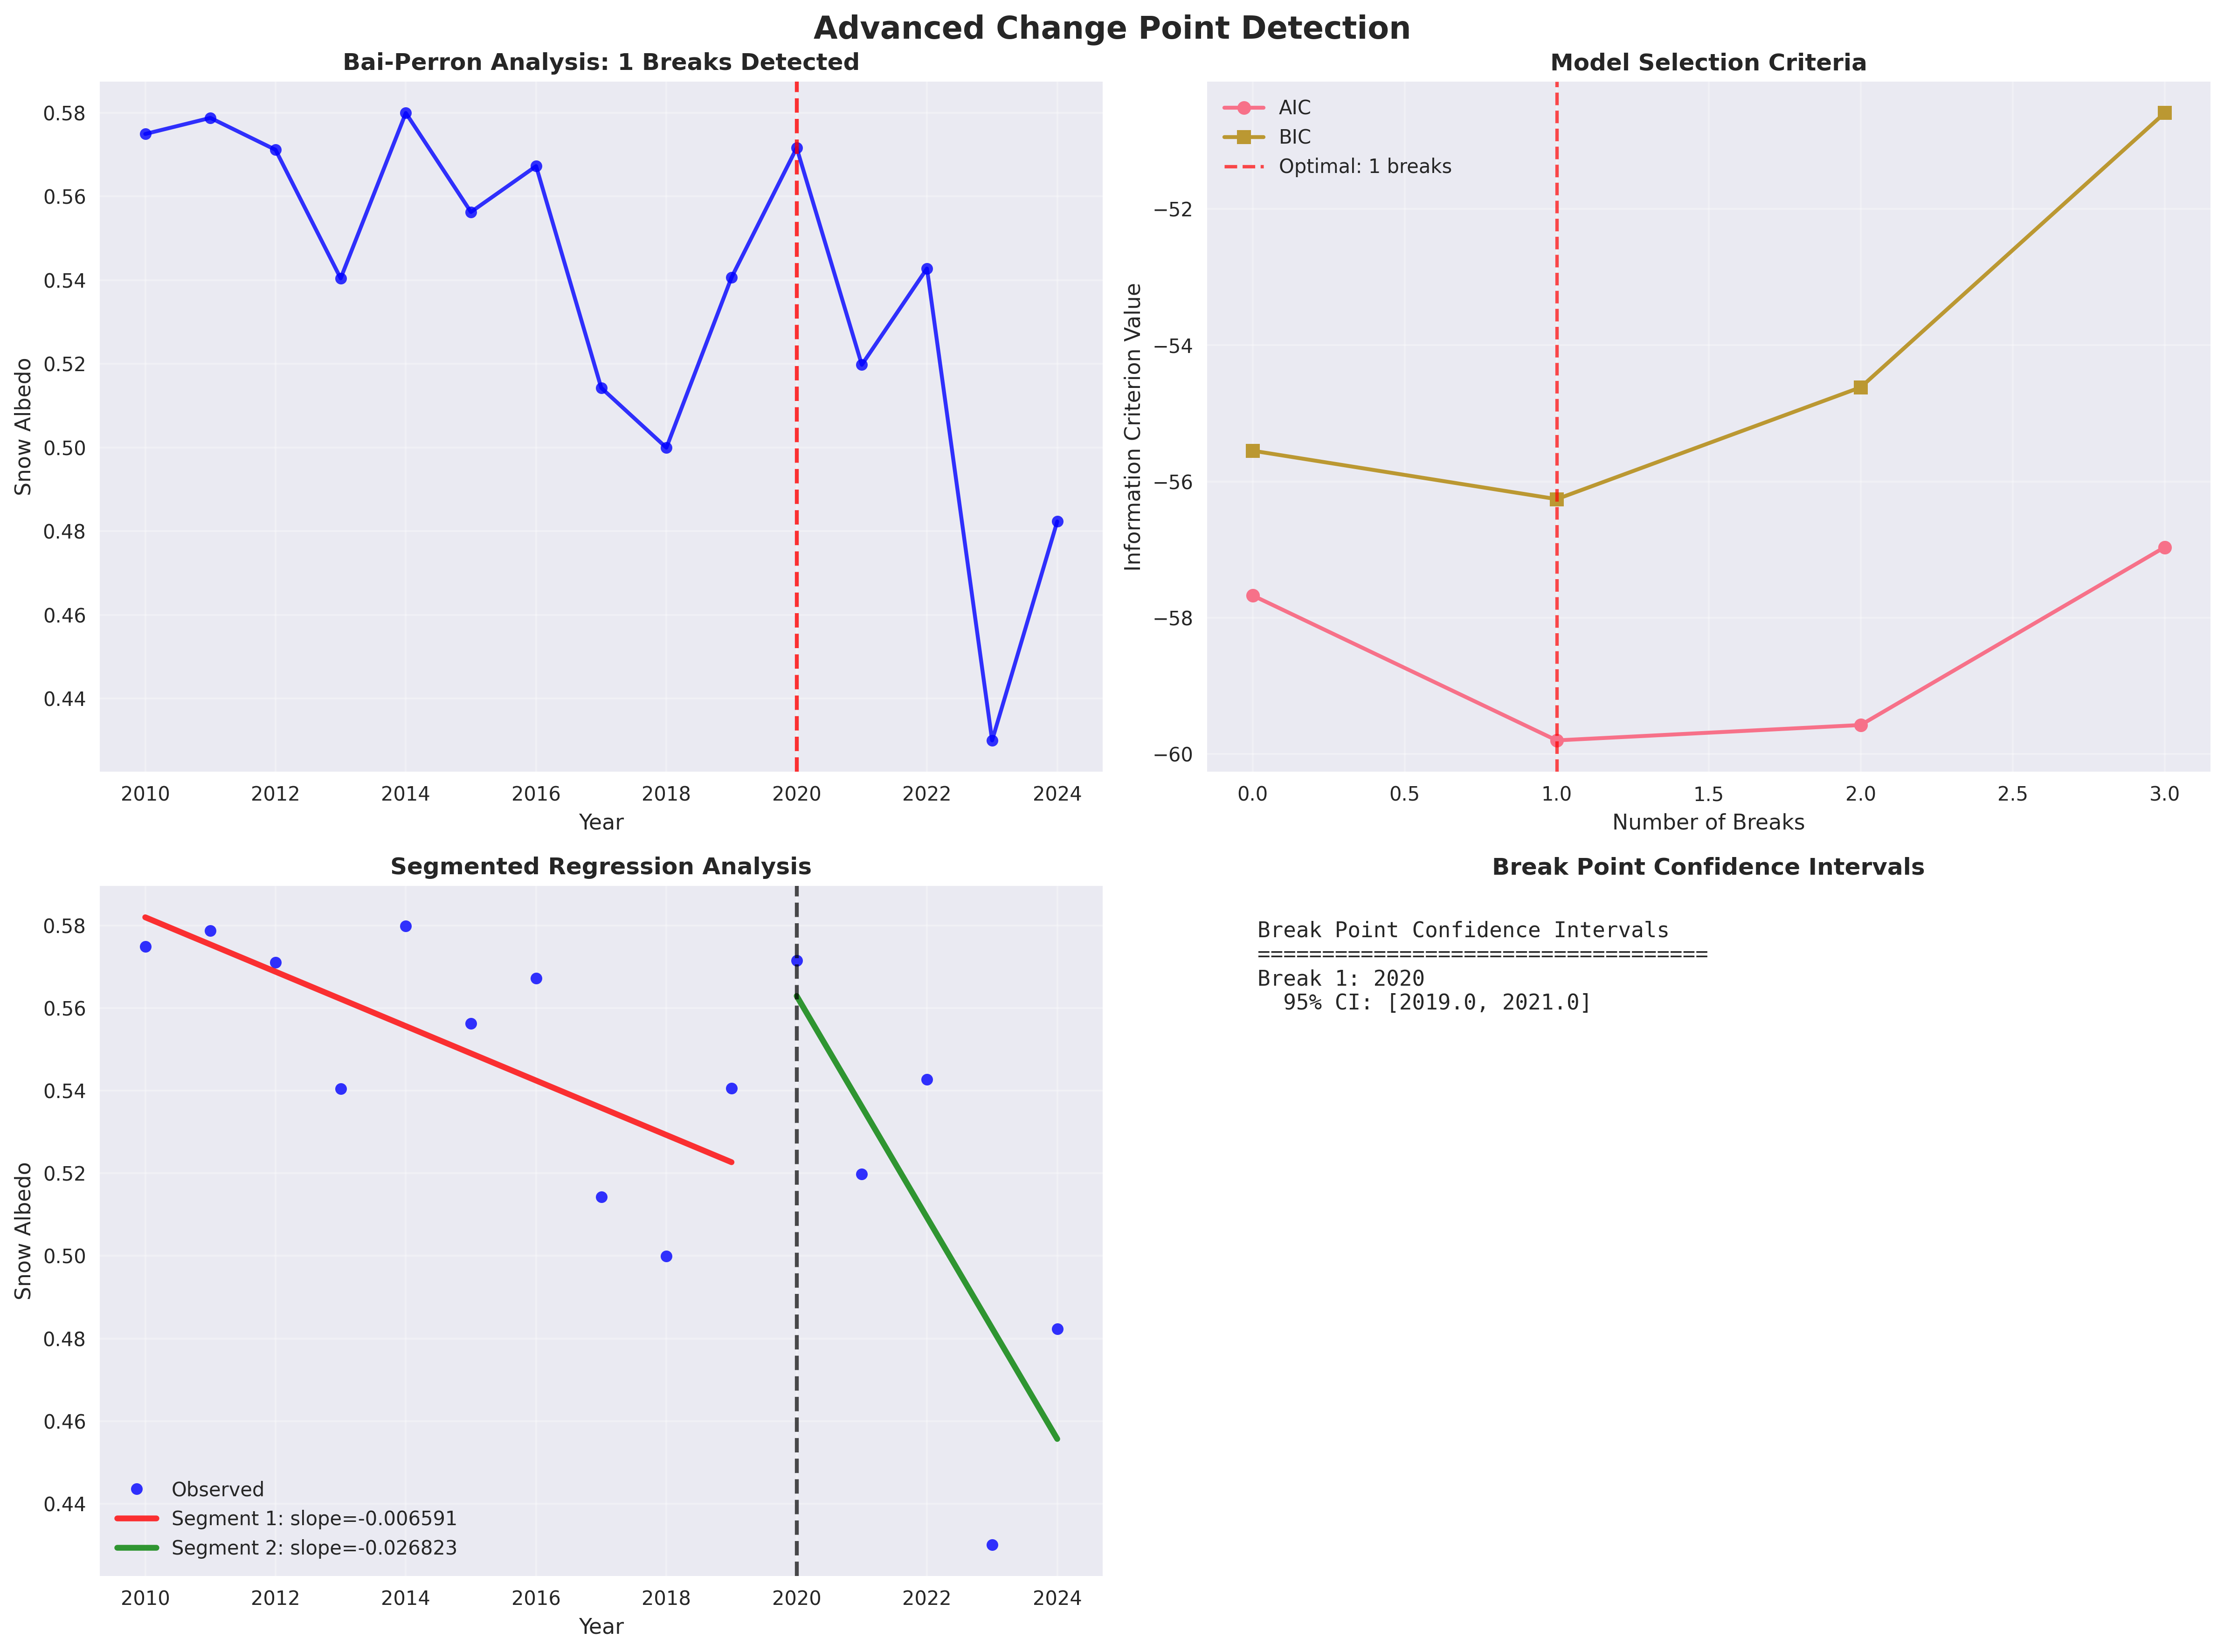 Advanced Change Point Detection
Bai-Perron Analysis: 1 Breaks Detected
Snow Albedo
0.58
0.56
0.54
0.52
0.50
0.48
0.46
0.44
2010 2012 2014 2016 2018 2020 2022 2024
Year
Model Selection Criteria
AIC
BIC
Optimal: 1 breaks
Information Criterion Value
−52
−54
−56
−58
−60
0.0 0.5 1.0 1.5 2.0 2.5 3.0
Number of Breaks
Segmented Regression Analysis
Snow Albedo
0.58
0.56
0.54
0.52
0.50
0.48
0.46
0.44
Observed
Segment 1: slope=-0.006591
Segment 2: slope=-0.026823
2010 2012 2014 2016 2018 2020 2022 2024
Year
Break Point Confidence Intervals
Break Point Confidence Intervals
===================================
Break 1: 2020
95% CI: [2019.0, 2021.0]